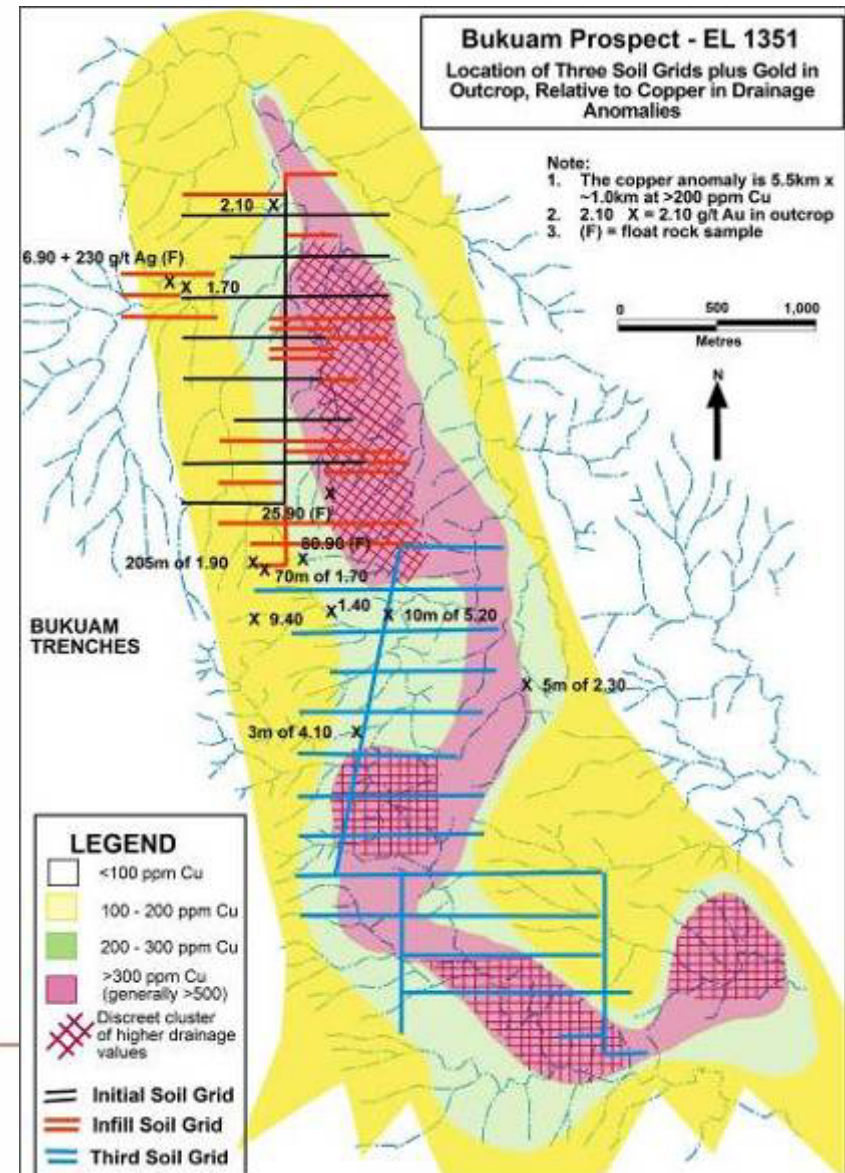 Bukuam Prospect - EL 1351
Location of Three Soil Grids plus Gold in
Outcrop, Relative to Copper in Drainage
Anomalies
Note:
1. The copper anomaly is 5.5km x
~1.0km at >200 ppm Cu
2. 2.10 X = 2.10 g/t Au in outcrop
3. (F) = float rock sample
0 500 1,000
Metres
N
2.10 X
6.90 + 230 g/t Ag (F)
X
X 1.70
X
25.90 (F)
80.90 (F)
X
205m of 1.90 X
X
70m of 1.70
X 9.40
X 1.40
X 10m of 5.20
BUKUAM
TRENCHES
X 5m of 2.30
3m of 4.10 X
LEGEND
<100 ppm Cu
100 - 200 ppm Cu
200 - 300 ppm Cu
>300 ppm Cu
(generally >500)
Discreet cluster
of higher drainage
values
Initial Soil Grid
Infill Soil Grid
Third Soil Grid